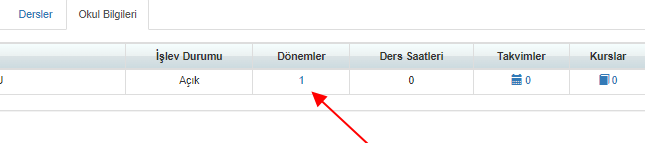 Dersler Okul Bilgileri
İşlev Durumu Dönemler Ders Saatleri Takvimler Kurslar
Açık 1 0 0 0